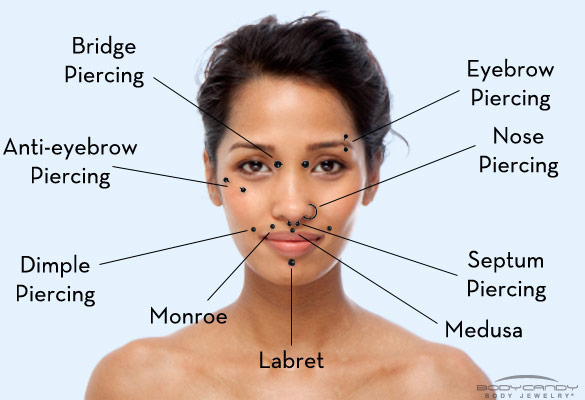 Bridge
Piercing
Eyebrow
Piercing
Anti-eyebrow
Piercing
Nose
Piercing
Dimple
Piercing
Septum
Piercing
Monroe
Medusa
Labret
BODYCANDY
BODY JEWELRY